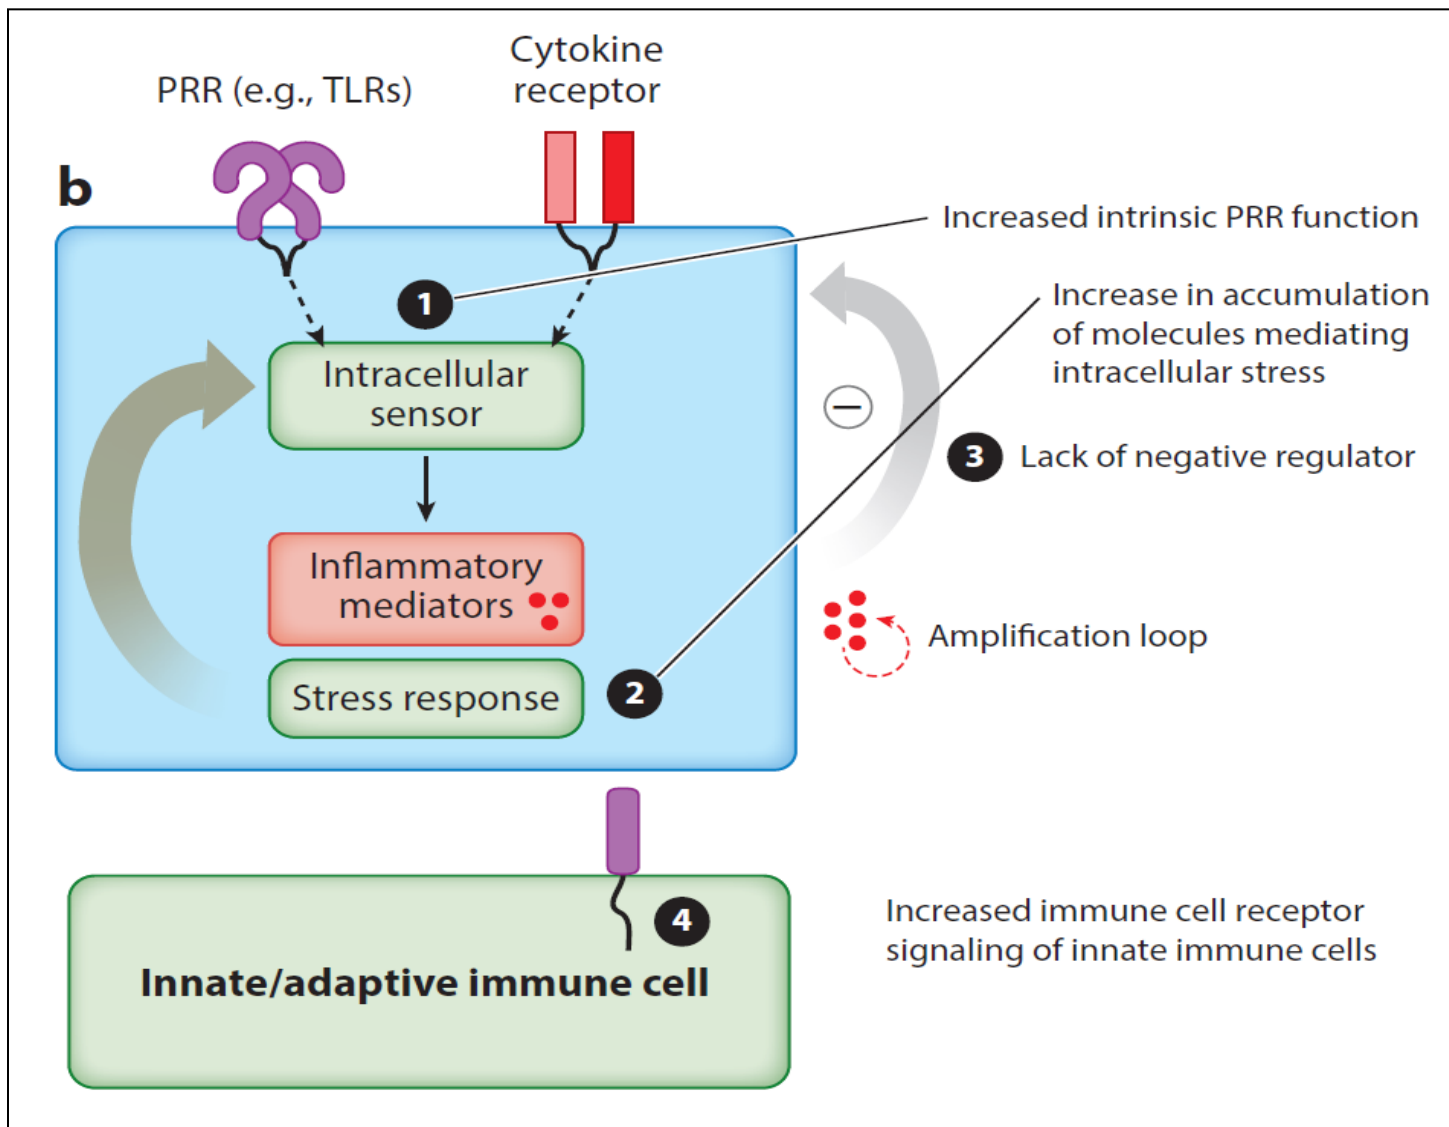 Cytokine
receptor
PRR (e.g., TLRs)
b
Increased intrinsic PRR function
1
Increase in accumulation
of molecules mediating
intracellular stress
Intracellular
sensor
−
3 Lack of negative regulator
Inflammatory
mediators
Amplification loop
Stress response
2
4
Increased immune cell receptor
signaling of innate immune cells
Innate/adaptive immune cell